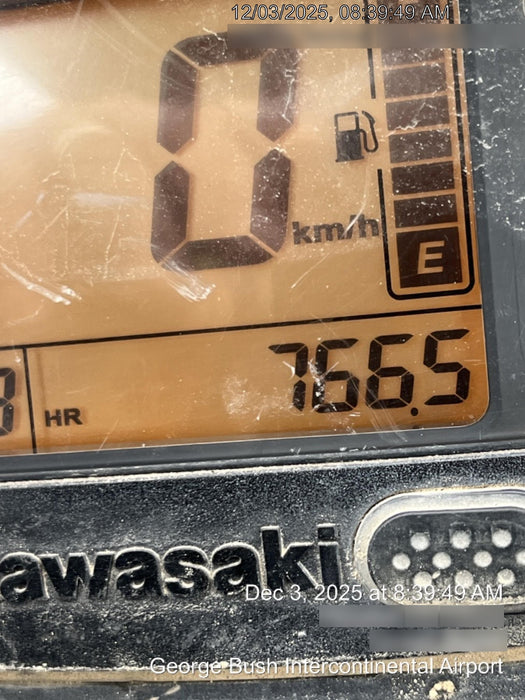 12/03/2025, 08:39:49 AM
0
km/h
E
HR
766.5
awasaki
Dec 3, 2025 at 8:39:49 AM
George Bush Intercontinental Airport